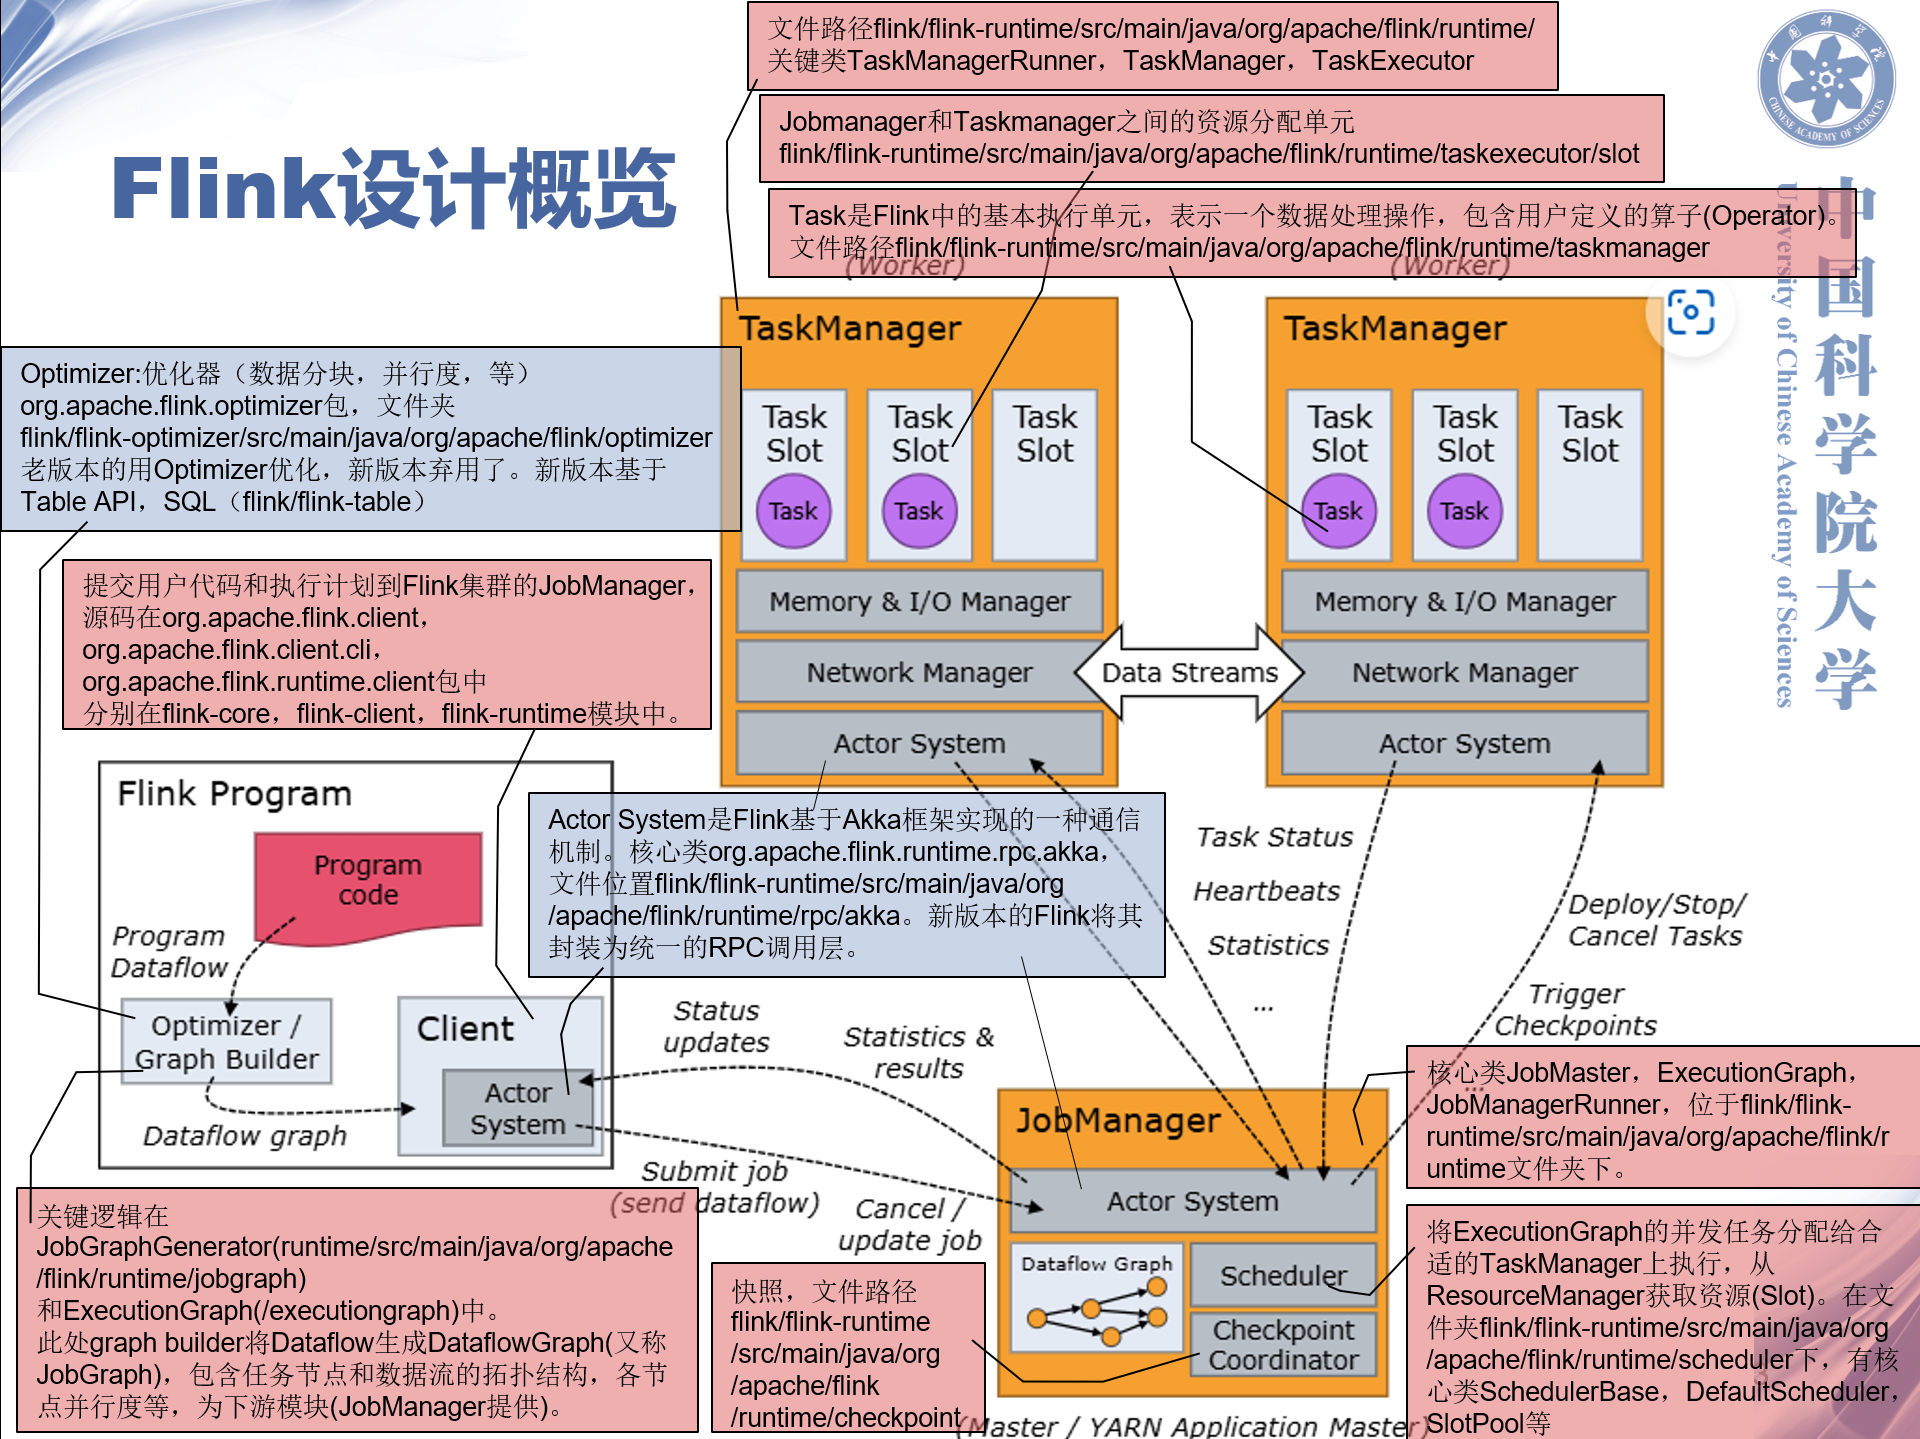 文件路径flink/flink-runtime/src/main/java/org/apache/flink/runtime/
关键类TaskManagerRunner，TaskManager，TaskExecutor
Jobmanager和Taskmanager之间的资源分配单元
flink/flink-runtime/src/main/java/org/apache/flink/runtime/taskexecutor/slot
Flink设计概览
Task是Flink中的基本执行单元，表示一个数据处理操作，包含用户定义的算子(Operator)。
文件路径flink/flink-runtime/src/main/java/org/apache/flink/runtime/taskmanager
中国科学院大学
University of Chinese Academy of Sciences
CHINESE ACADEMY OF SCIENCES
中国科学院
(Worker)
(Worker)
TaskManager
Task
Slot
Task
Slot
Task
Slot
Task
Task
Memory & I/O Manager
Network Manager
Actor System
Data Streams
TaskManager
Task
Slot
Task
Slot
Task
Slot
Task
Task
Memory & I/O Manager
Network Manager
Actor System
Optimizer:优化器（数据分块，并行度，等）
org.apache.flink.optimizer包，文件夹
flink/flink-optimizer/src/main/java/org/apache/flink/optimizer
老版本的用Optimizer优化，新版本弃用了。新版本基于
Table API，SQL（flink/flink-table）
提交用户代码和执行计划到Flink集群的JobManager，
源码在org.apache.flink.client，
org.apache.flink.client.cli，
org.apache.flink.runtime.client包中
分别在flink-core，flink-client，flink-runtime模块中。
Flink Program
Program
code
Program
Dataflow
Optimizer /
Graph Builder
Dataflow graph
Client
Actor
System
Actor System是Flink基于Akka框架实现的一种通信
机制。核心类org.apache.flink.runtime.rpc.akka，
文件位置flink/flink-runtime/src/main/java/org
/apache/flink/runtime/rpc/akka。新版本的Flink将其
封装为统一的RPC调用层。
Task Status
Heartbeats
Statistics
...
Deploy/Stop/
Cancel Tasks
Trigger
Checkpoints
...
Status
updates
Statistics &
results
Submit job
(send dataflow)
Cancel /
update job
JobManager
Actor System
Dataflow Graph
Scheduler
Checkpoint
Coordinator
(Master / YARN Application Master)
核心类JobMaster，ExecutionGraph，
JobManagerRunner，位于flink/flink-
runtime/src/main/java/org/apache/flink/r
untime文件夹下。
关键逻辑在
JobGraphGenerator(runtime/src/main/java/org/apache
/flink/runtime/jobgraph)
和ExecutionGraph(/executiongraph)中。
此处graph builder将Dataflow生成DataflowGraph(又称
JobGraph)，包含任务节点和数据流的拓扑结构，各节
点并行度等，为下游模块(JobManager提供)。
快照，文件路径
flink/flink-runtime
/src/main/java/org
/apache/flink
/runtime/checkpoint
将ExecutionGraph的并发任务分配给合
适的TaskManager上执行，从
ResourceManager获取资源(Slot)。在文
件夹flink/flink-runtime/src/main/java/org
/apache/flink/runtime/scheduler下，有核
心类SchedulerBase，DefaultScheduler，
SlotPool等